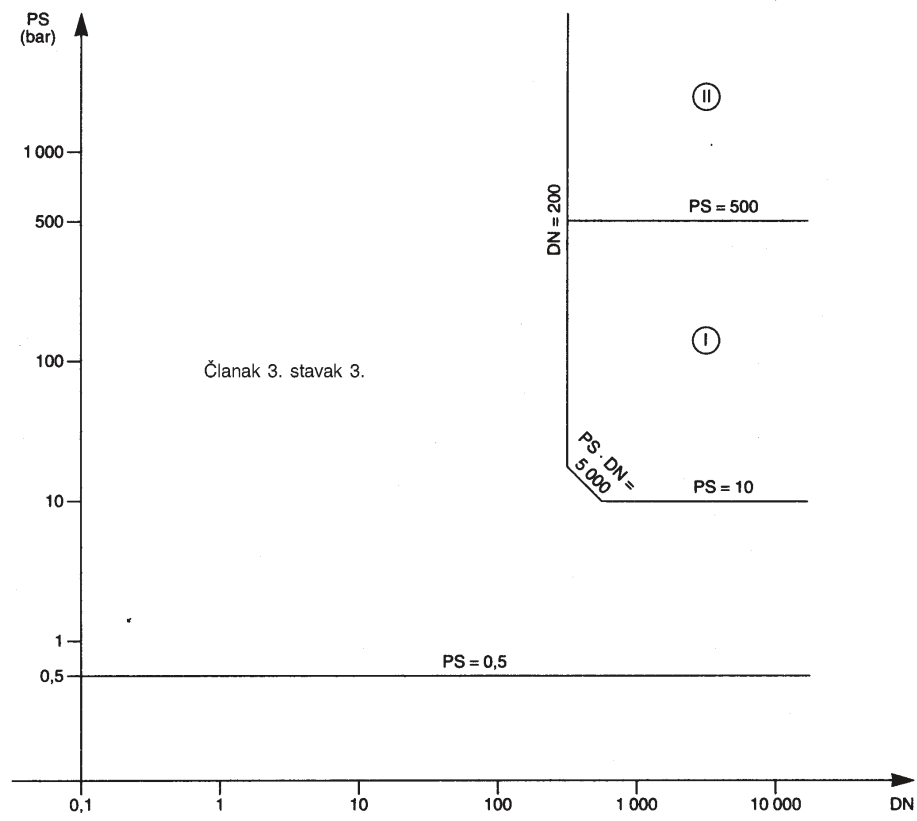 PS
(bar)
II
1 000
DN = 200
PS = 500
500
I
100
Članak 3. stavak 3.
PS · DN =
5 000
PS = 10
10
1
PS = 0,5
0,5
0,1
1
10
100
1 000
10 000
DN